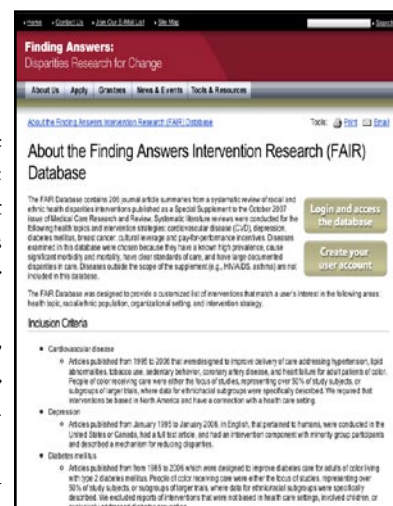 Home Contact Us Join Our E-Mail List Site Map Search
Finding Answers:
Disparities Research for Change
About Us Apply Grantees News & Events Tools & Resources
About the Finding Answers Intervention Research (FAIR) Database Tools: Print Email
About the Finding Answers Intervention Research (FAIR)
Database
The FAIR Database contains 206 journal article summaries from a systematic review of racial and
ethnic health disparities interventions published as a Special Supplement to the October 2007
issue of Medical Care Research and Review. Systematic literature reviews were conducted for the
following health topics and intervention strategies: cardiovascular disease (CVD), depression,
diabetes mellitus, breast cancer, cultural leverage and pay-for-performance incentives. Diseases
examined in this database were chosen because they have a high prevalence, cause
significant morbidity and mortality, have clear standards of care, and have large documented
disparities in care. Diseases outside the scope of the supplement (e.g., HIV/AIDS, asthma) are not
included in this database.
Login and access
the database
Create your
user account
The FAIR Database was designed to provide a customized list of interventions that match a user's interest in the following areas:
health topic, racial/ethnic population, organizational setting, and intervention strategy.
Inclusion Criteria
Cardiovascular disease
Articles published from 1995 to 2006 that were designed to improve delivery of care addressing hypertension, lipid
abnormalities, tobacco use, sedentary behavior, coronary artery disease, and heart failure for adult patients of color.
People of color receiving care were either the focus of studies, representing over 50% of study subjects, or
subgroups of larger trials, where data for ethnic/racial subgroups were specifically described. We required that
interventions be based in North America and have a connection with a health care setting.
Depression
Articles published from January 1995 to January 2006, in English, that pertained to humans, were conducted in the
United States or Canada, had a full text article, and had an intervention component with minority group participants
and described a mechanism for reducing disparities.
Diabetes mellitus
Articles published from 1985 to 2006 which were designed to improve diabetes care for adults of color living
with type 2 diabetes mellitus. People of color receiving care were either the focus of studies, representing over
50% of study subjects, or subgroups of larger trials, where data for ethnic/racial subgroups were specifically
described. We excluded reports of interventions that were not based in health care settings, involved children, or